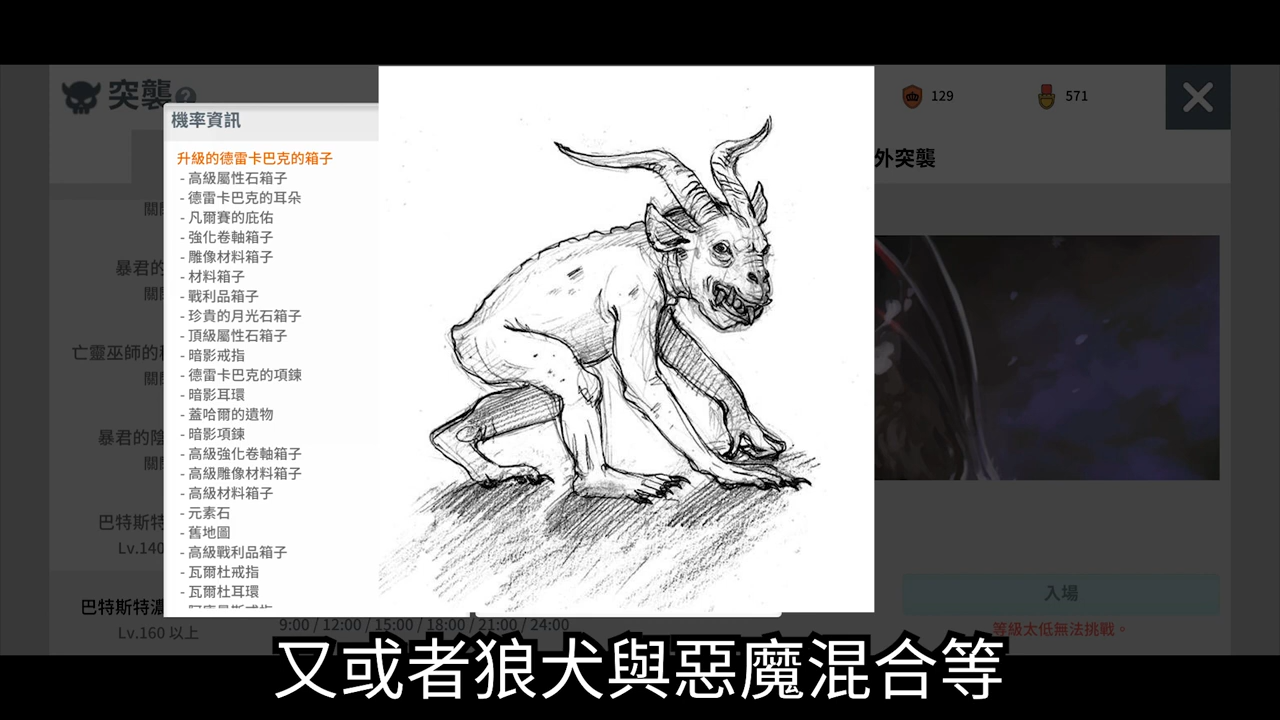 突襲
?
129
571
外突襲
機率資訊
升級的德雷卡巴克的箱子
- 高級屬性石箱子
- 德雷卡巴克的耳朵
- 凡爾賽的庇佑
- 強化卷軸箱子
- 雕像材料箱子
- 材料箱子
- 戰利品箱子
- 珍貴的月光石箱子
- 頂級屬性石箱子
- 暗影戒指
- 德雷卡巴克的項鍊
- 暗影耳環
- 蓋哈爾的遺物
- 暗影項鍊
- 高級強化卷軸箱子
- 高級雕像材料箱子
- 高級材料箱子
- 元素石
- 舊地圖
- 高級戰利品箱子
- 瓦爾杜戒指
- 瓦爾杜耳環
暴君的
亡靈巫師的
暴君的陰
巴特斯特
Lv.140
巴特斯特濃
Lv.160 以上
9:00 / 12:00 / 15:00 / 18:00 / 21:00 / 24:00
入場
等級太低無法挑戰。
又或者狼犬與惡魔混合等